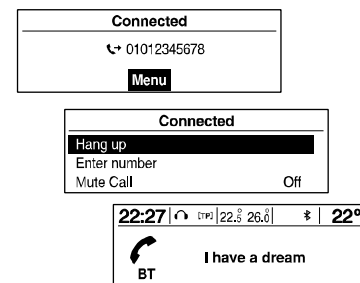 Connected
01012345678
Menu
Connected
Hang up
Enter number
Mute Call Off
22:27 [TP] 22.5 26.0 22°
BT I have a dream